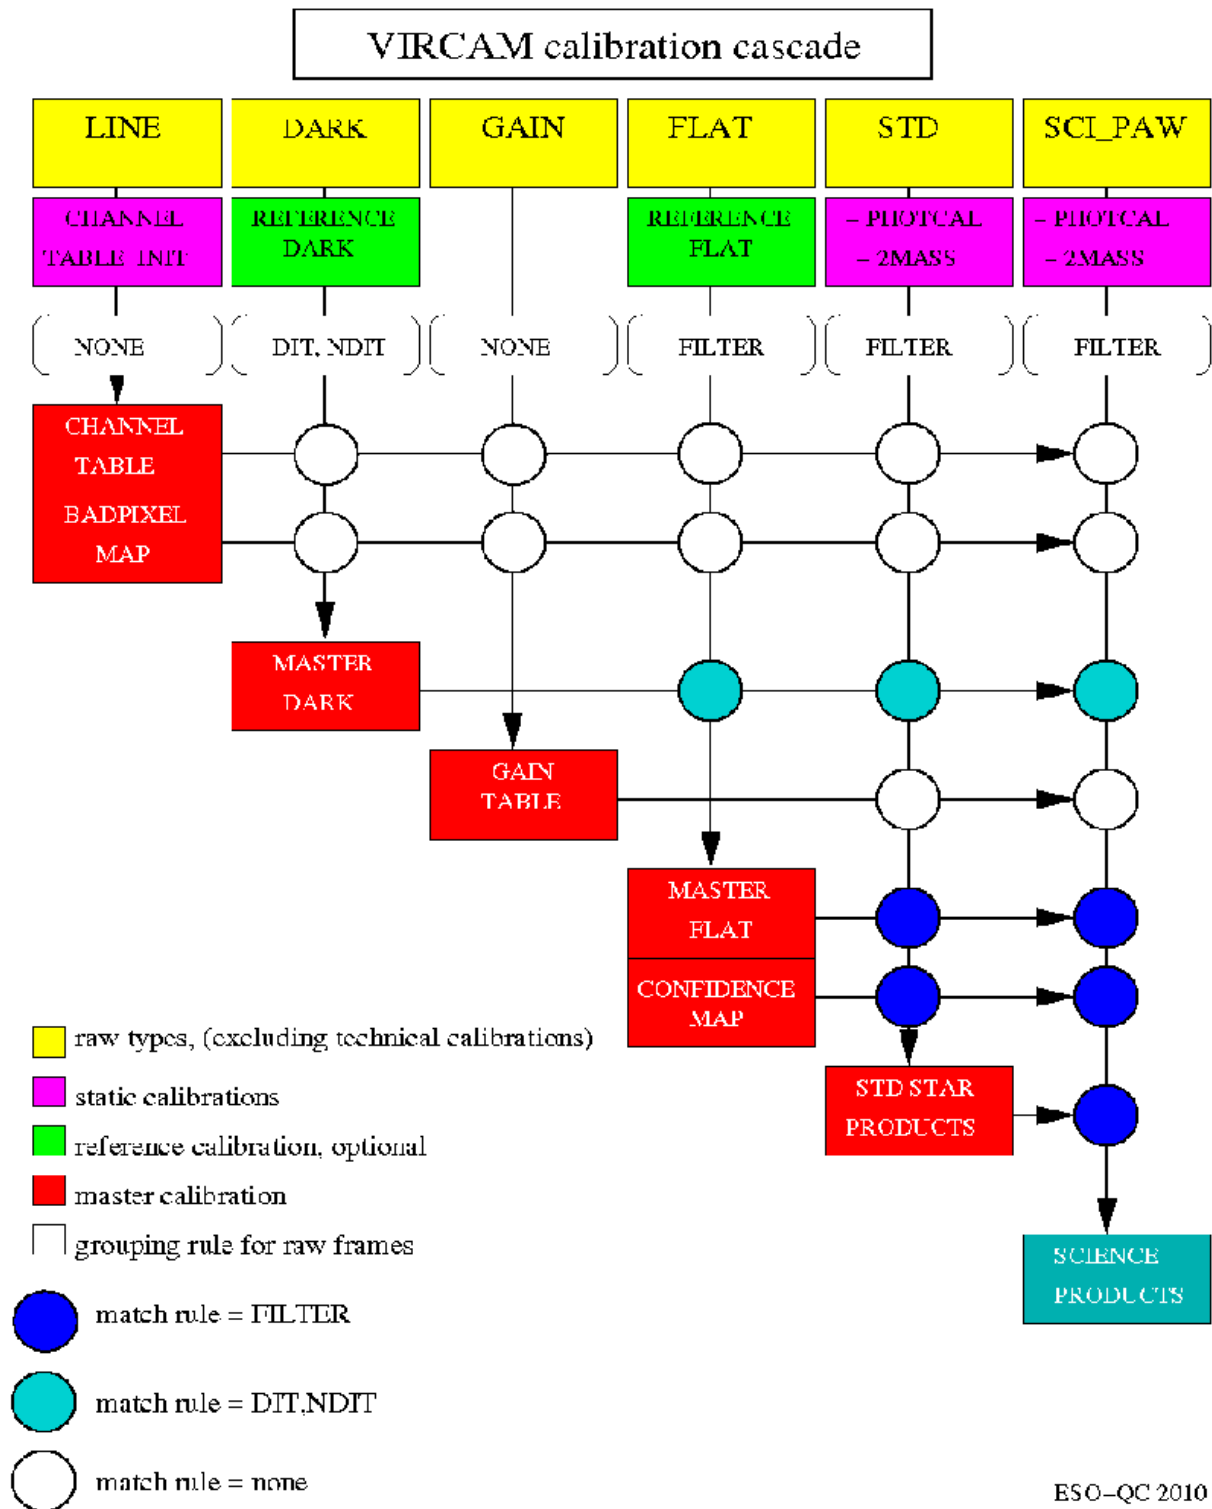 VIRCAM calibration cascade
LINE
DARK
GAIN
FLAT
STD
SCI_PAW
CHANNEL
TABLE_INIT
REFERENCE
DARK
REFERENCE
FLAT
– PHOTCAL
– 2MASS
– PHOTCAL
– 2MASS
NONE
DIT, NDIT
NONE
FILTER
FILTER
FILTER
CHANNEL
TABLE
BADPIXEL
MAP
MASTER
DARK
GAIN
TABLE
MASTER
FLAT
CONFIDENCE
MAP
STD STAR
PRODUCTS
SCIENCE
PRODUCTS
raw types, (excluding technical calibrations)
static calibrations
reference calibration, optional
master calibration
grouping rule for raw frames
match rule = FILTER
match rule = DIT,NDIT
match rule = none
ESO–QC 2010